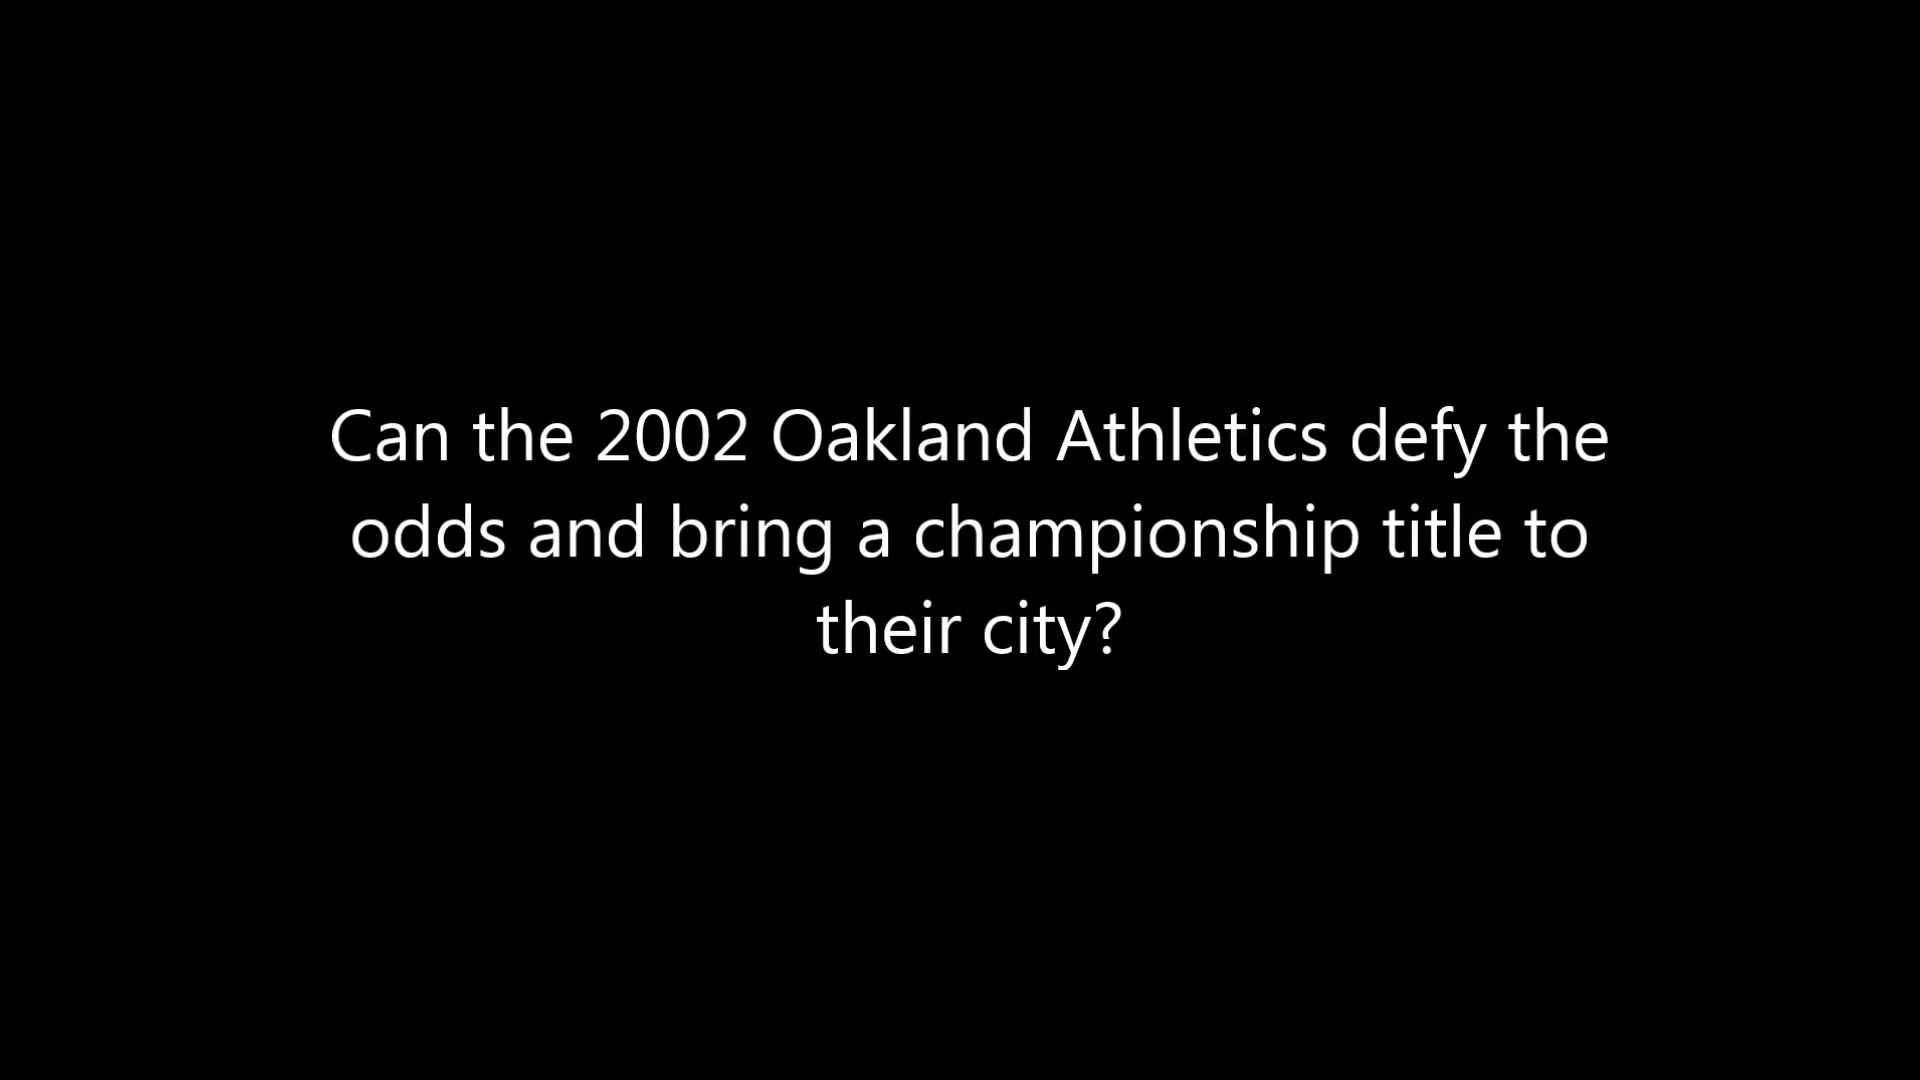 Can the 2002 Oakland Athletics defy the
odds and bring a championship title to
their city?